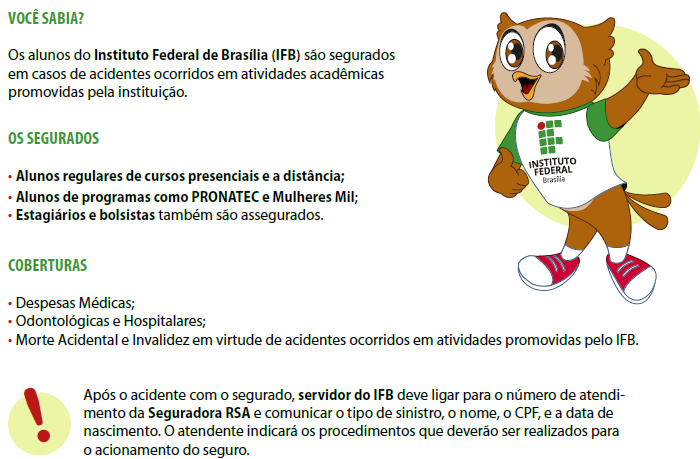 VOCÊ SABIA?
Os alunos do Instituto Federal de Brasília (IFB) são segurados
em casos de acidentes ocorridos em atividades acadêmicas
promovidas pela instituição.
OS SEGURADOS
• Alunos regulares de cursos presenciais e a distância;
• Alunos de programas como PRONATEC e Mulheres Mil;
• Estagiários e bolsistas também são assegurados.
INSTITUTO
FEDERAL
Brasília
COBERTURAS
• Despesas Médicas;
• Odontológicas e Hospitalares;
• Morte Acidental e Invalidez em virtude de acidentes ocorridos em atividades promovidas pelo IFB.
Após o acidente com o segurado, servidor do IFB deve ligar para o número de atendi-
mento da Seguradora RSA e comunicar o tipo de sinistro, o nome, o CPF, e a data de
nascimento. O atendente indicará os procedimentos que deverão ser realizados para
o acionamento do seguro.